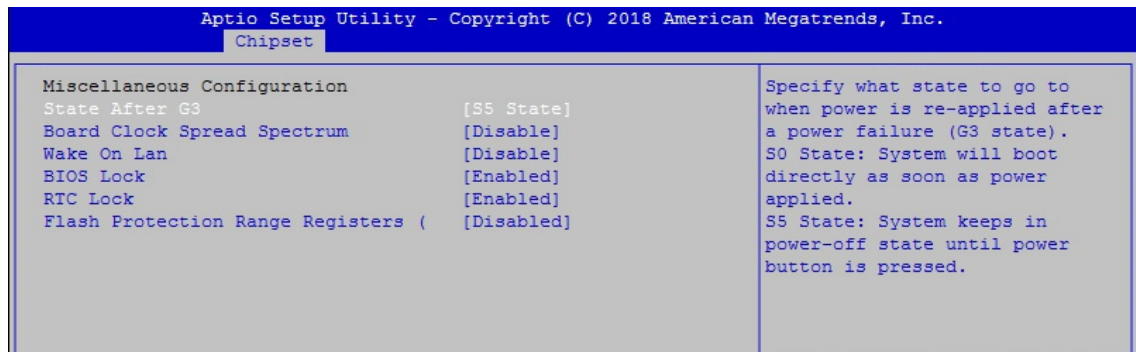 Aptio Setup Utility - Copyright (C) 2018 American Megatrends, Inc.
Chipset
Miscellaneous Configuration
State After G3 [S5 State]
Board Clock Spread Spectrum [Disable]
Wake On Lan [Disable]
BIOS Lock [Enabled]
RTC Lock [Enabled]
Flash Protection Range Registers ( [Disabled]
Specify what state to go to
when power is re-applied after
a power failure (G3 state).
S0 State: System will boot
directly as soon as power
applied.
S5 State: System keeps in
power-off state until power
button is pressed.